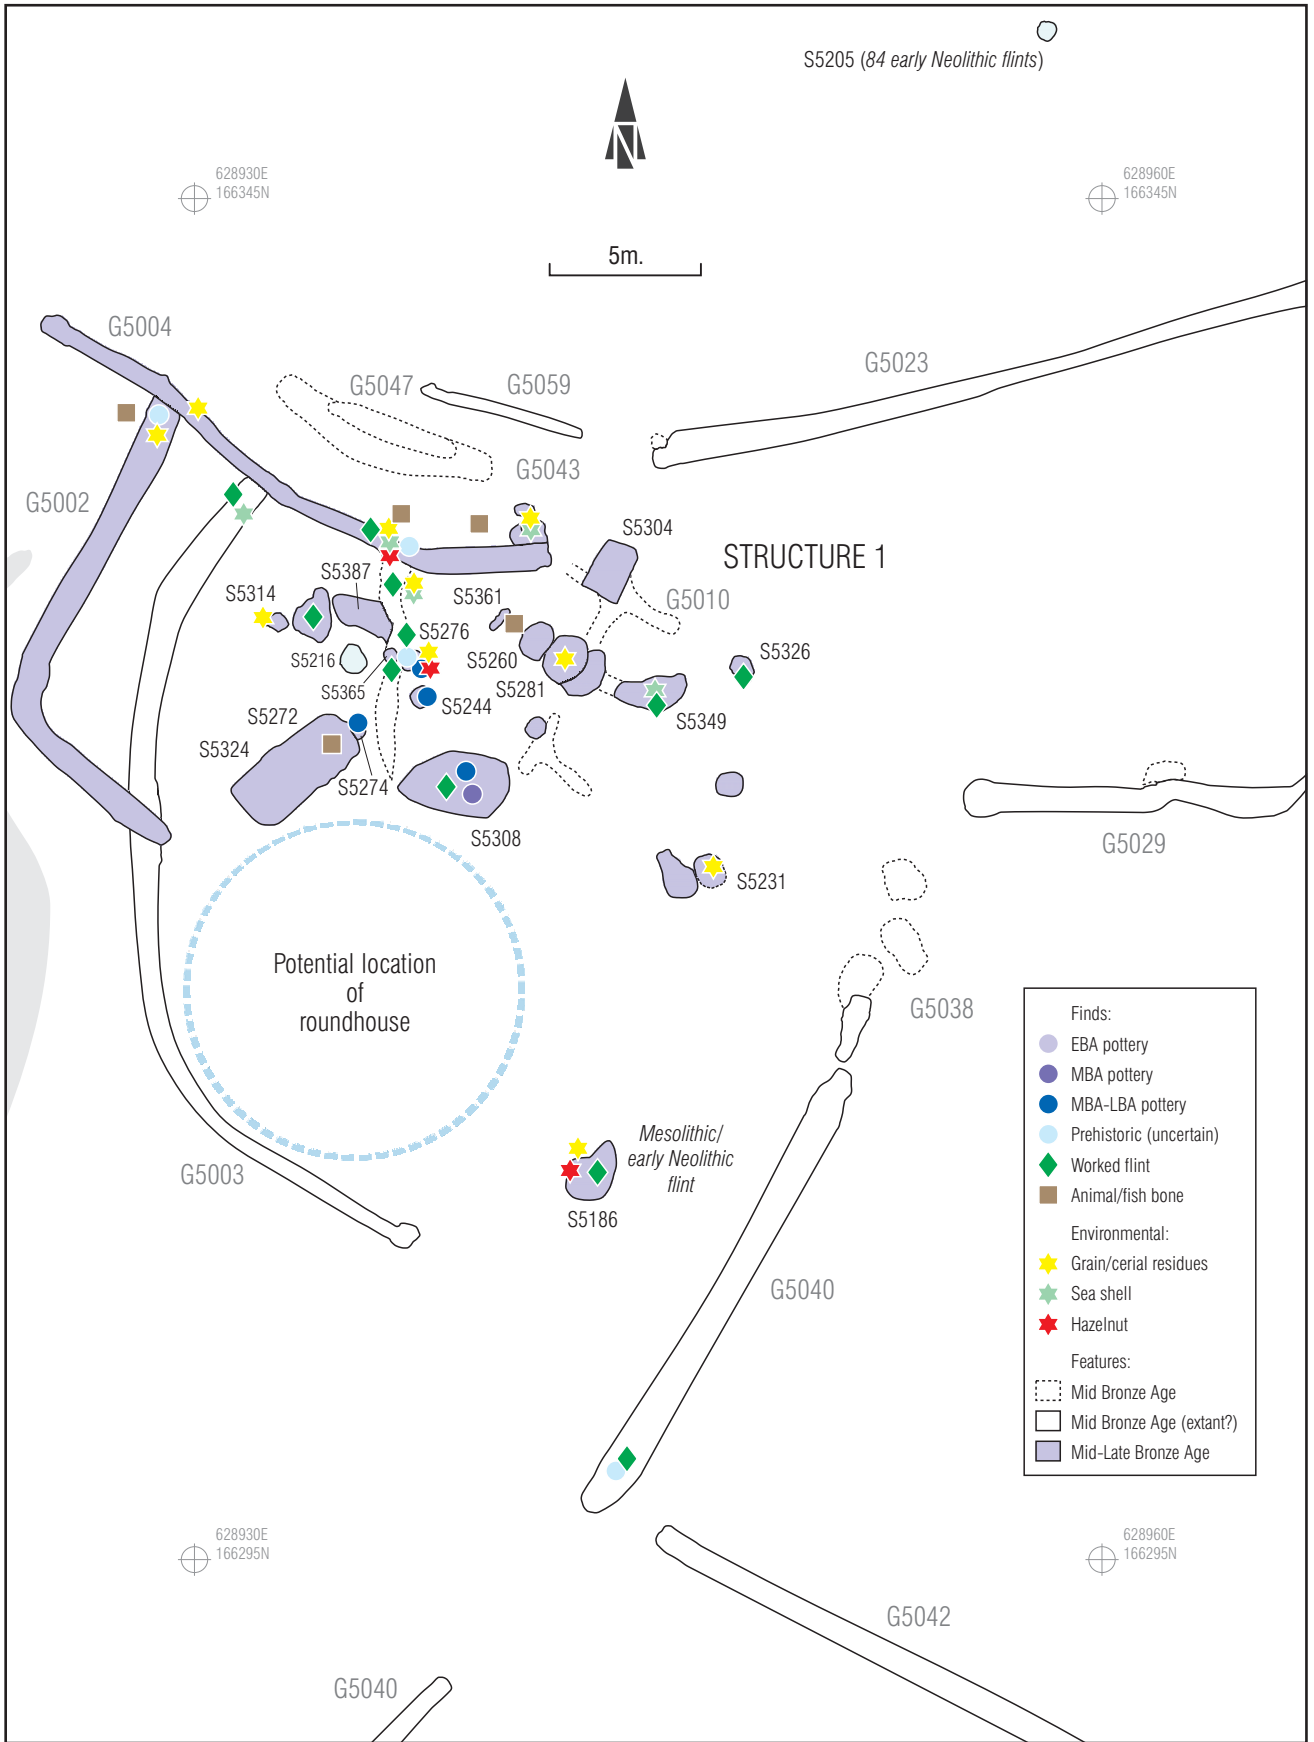 S5205 (84 early Neolithic flints)
N
628930E
166345N
628960E
166345N
5m.
G5004
G5047
G5059
G5023
G5043
G5002
S5304
STRUCTURE 1
S5387
S5314
S5361
G5010
S5276
S5216
S5260
S5326
S5365
S5281
S5244
S5349
S5272
S5324
S5274
S5308
G5029
S5231
Potential location
of
roundhouse
G5038
Mesolithic/
early Neolithic
flint
G5003
S5186
G5040
Finds:
EBA pottery
MBA pottery
MBA-LBA pottery
Prehistoric (uncertain)
Worked flint
Animal/fish bone
Environmental:
Grain/cerial residues
Sea shell
Hazelnut
Features:
Mid Bronze Age
Mid Bronze Age (extant?)
Mid-Late Bronze Age
628930E
166295N
628960E
166295N
G5042
G5040